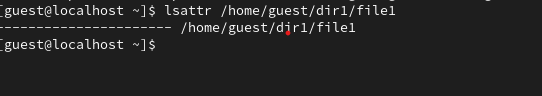 [guest@localhost ~]$ lsattr /home/guest/dir1/file1
---------------------- /home/guest/dir1/file1
[guest@localhost ~]$